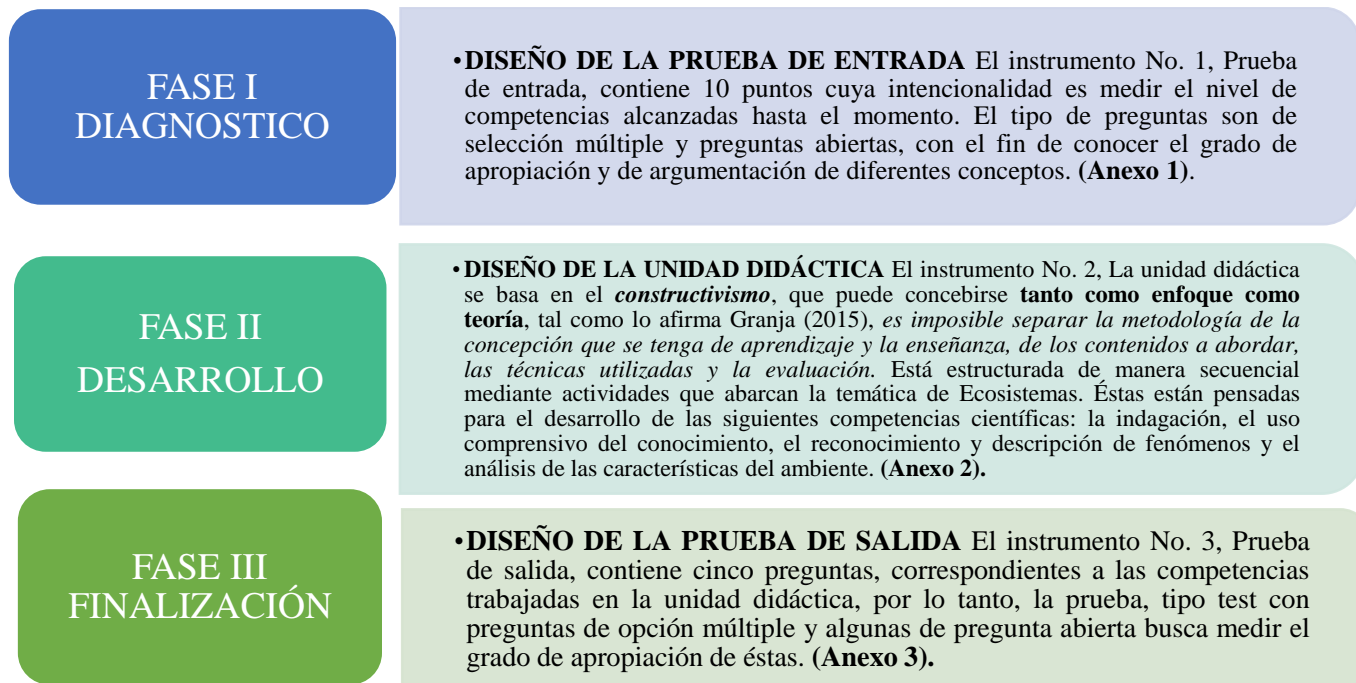 FASE I
DIAGNOSTICO
•DISEÑO DE LA PRUEBA DE ENTRADA El instrumento No. 1, Prueba
de entrada, contiene 10 puntos cuya intencionalidad es medir el nivel de
competencias alcanzadas hasta el momento. El tipo de preguntas son de
selección múltiple y preguntas abiertas, con el fin de conocer el grado de
apropiación y de argumentación de diferentes conceptos. (Anexo 1).
FASE II
DESARROLLO
•DISEÑO DE LA UNIDAD DIDÁCTICA El instrumento No. 2, La unidad didáctica
se basa en el constructivismo, que puede concebirse tanto como enfoque como
teoría, tal como lo afirma Granja (2015), es imposible separar la metodología de la
concepción que se tenga de aprendizaje y la enseñanza, de los contenidos a abordar,
las técnicas utilizadas y la evaluación. Está estructurada de manera secuencial
mediante actividades que abarcan la temática de Ecosistemas. Éstas están pensadas
para el desarrollo de las siguientes competencias científicas: la indagación, el uso
comprensivo del conocimiento, el reconocimiento y descripción de fenómenos y el
análisis de las características del ambiente. (Anexo 2).
FASE III
FINALIZACIÓN
•DISEÑO DE LA PRUEBA DE SALIDA El instrumento No. 3, Prueba
de salida, contiene cinco preguntas, correspondientes a las competencias
trabajadas en la unidad didáctica, por lo tanto, la prueba, tipo test con
preguntas de opción múltiple y algunas de pregunta abierta busca medir el
grado de apropiación de éstas. (Anexo 3).